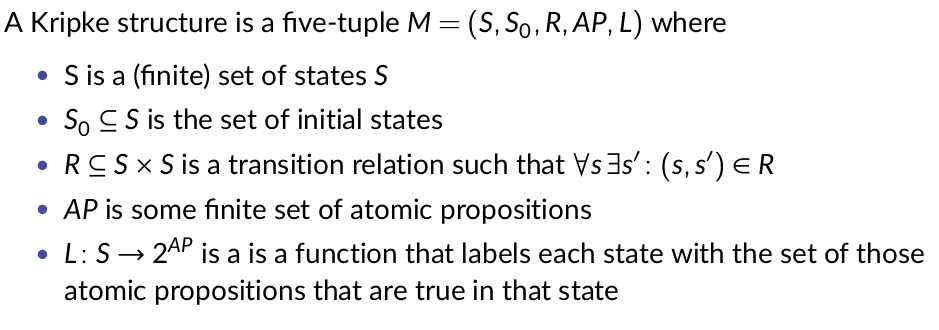 A Kripke structure is a five-tuple M = (S, S₀, R, AP, L) where
• S is a (finite) set of states S
• S₀ ⊆ S is the set of initial states
• R ⊆ S × S is a transition relation such that ∀s ∃s′ : (s, s′) ∈ R
• AP is some finite set of atomic propositions
• L : S → 2^AP is a is a function that labels each state with the set of those
atomic propositions that are true in that state